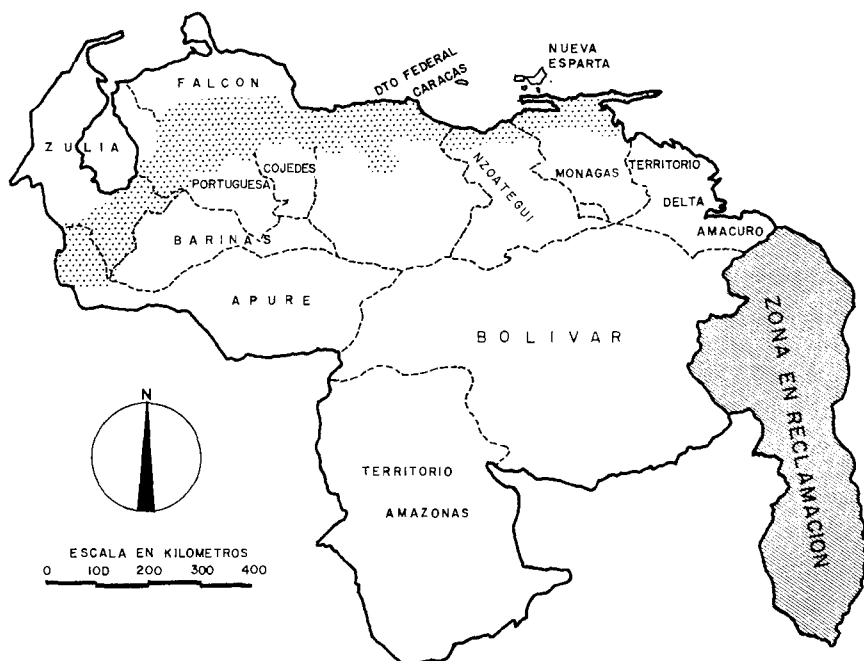 NUEVA
ESPARTA
DTO FEDERAL
CARACAS
FALCON
ZULIA
COJEDES
PORTUGUESA
NZOATEGUI
MONAGAS
TERRITORIO
DELTA
AMACURO
BARINAS
APURE
BOLIVAR
ZONA EN RECLAMACION
N
TERRITORIO
AMAZONAS
ESCALA EN KILOMETROS
0 100 200 300 400